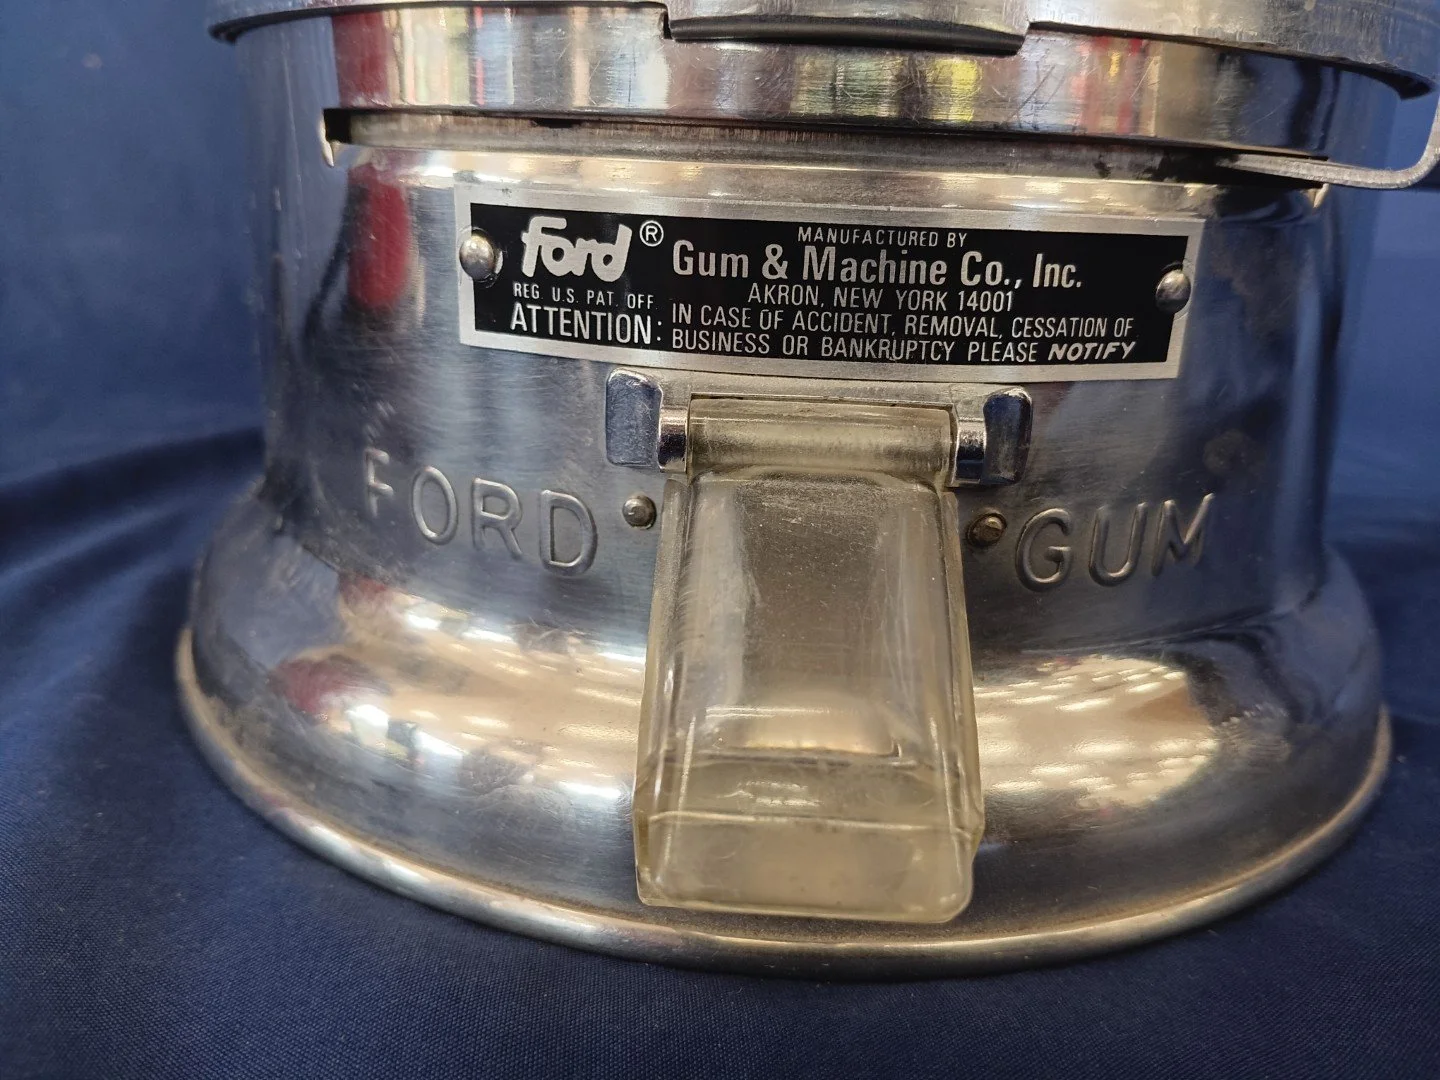 Ford®
REG. U.S. PAT. OFF.
MANUFACTURED BY
Gum & Machine Co., Inc.
AKRON, NEW YORK 14001
ATTENTION: IN CASE OF ACCIDENT, REMOVAL, CESSATION OF
BUSINESS OR BANKRUPTCY PLEASE NOTIFY
FORD GUM